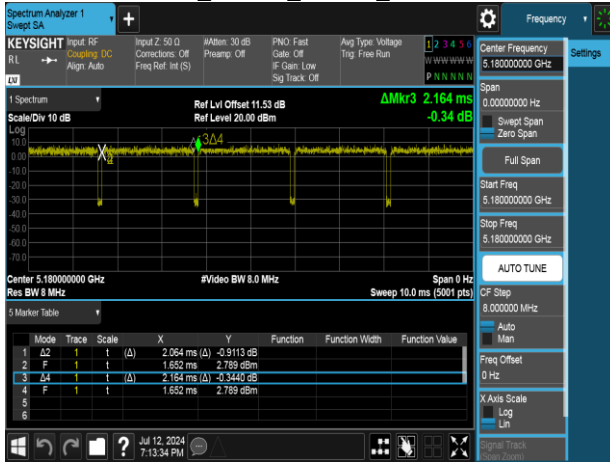 Spectrum Analyzer 1
Swept SA
+
Frequency
KEYSIGHT
RL
Input: RF
Coupling: DC
Align: Auto
Input Z: 50 Ω
Corrections: Off
Freq Ref: Int (S)
#Atten: 30 dB
Preamp: Off
PNO: Fast
Gate: Off
IF Gain: Low
Sig Track: Off
Avg Type: Voltage
Trig: Free Run
1 2 3 4 5 6
W W W W W W
P N N N N N
LXI
1 Spectrum
Scale/Div 10 dB
Ref Lvl Offset 11.53 dB
Ref Level 20.00 dBm
ΔMkr3 2.164 ms
-0.34 dB
Log
10.0
0.00
-10.0
-20.0
-30.0
-40.0
-50.0
-60.0
-70.0
3Δ4
Center 5.180000000 GHz
Res BW 8 MHz
#Video BW 8.0 MHz
Span 0 Hz
Sweep 10.0 ms (5001 pts)
5 Marker Table
Mode Trace Scale X Y Function Function Width Function Value
1 Δ2 1 t (Δ) 2.064 ms (Δ) -0.9113 dB
2 F 1 t 1.652 ms 2.789 dBm
3 Δ4 1 t (Δ) 2.164 ms (Δ) -0.3440 dB
4 F 1 t 1.652 ms 2.789 dBm
5
6
Jul 12, 2024
7:13:34 PM
Center Frequency
5.180000000 GHz
Settings
Span
0.00000000 Hz
Swept Span
Zero Span
Full Span
Start Freq
5.180000000 GHz
Stop Freq
5.180000000 GHz
AUTO TUNE
CF Step
8.000000 MHz
Auto
Man
Freq Offset
0 Hz
X Axis Scale
Log
Lin
Signal Track
(Span Zoom)